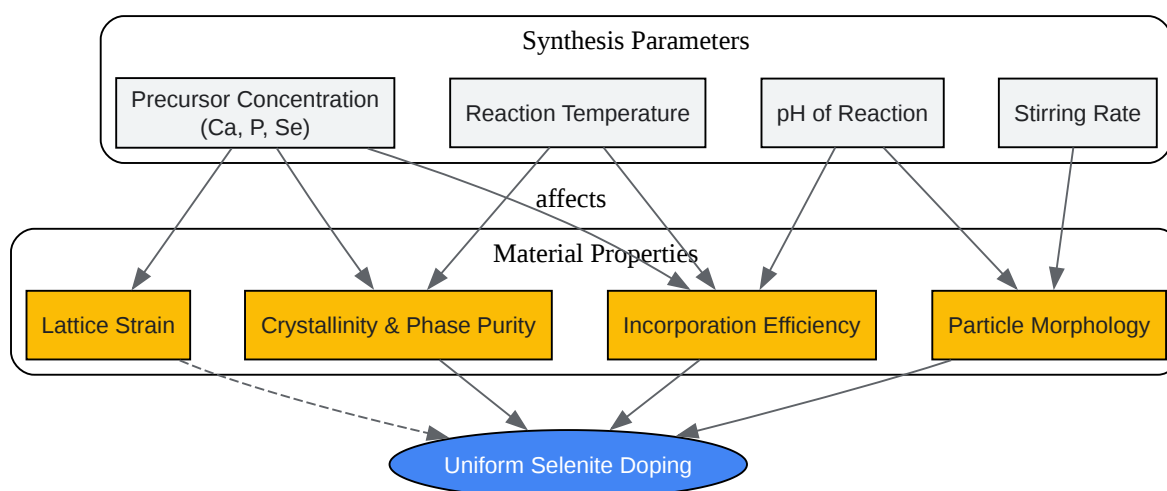 Synthesis Parameters
Precursor Concentration
(Ca, P, Se)
Reaction Temperature
pH of Reaction
Stirring Rate
affects
Material Properties
Lattice Strain
Crystallinity & Phase Purity
Incorporation Efficiency
Particle Morphology
Uniform Selenite Doping